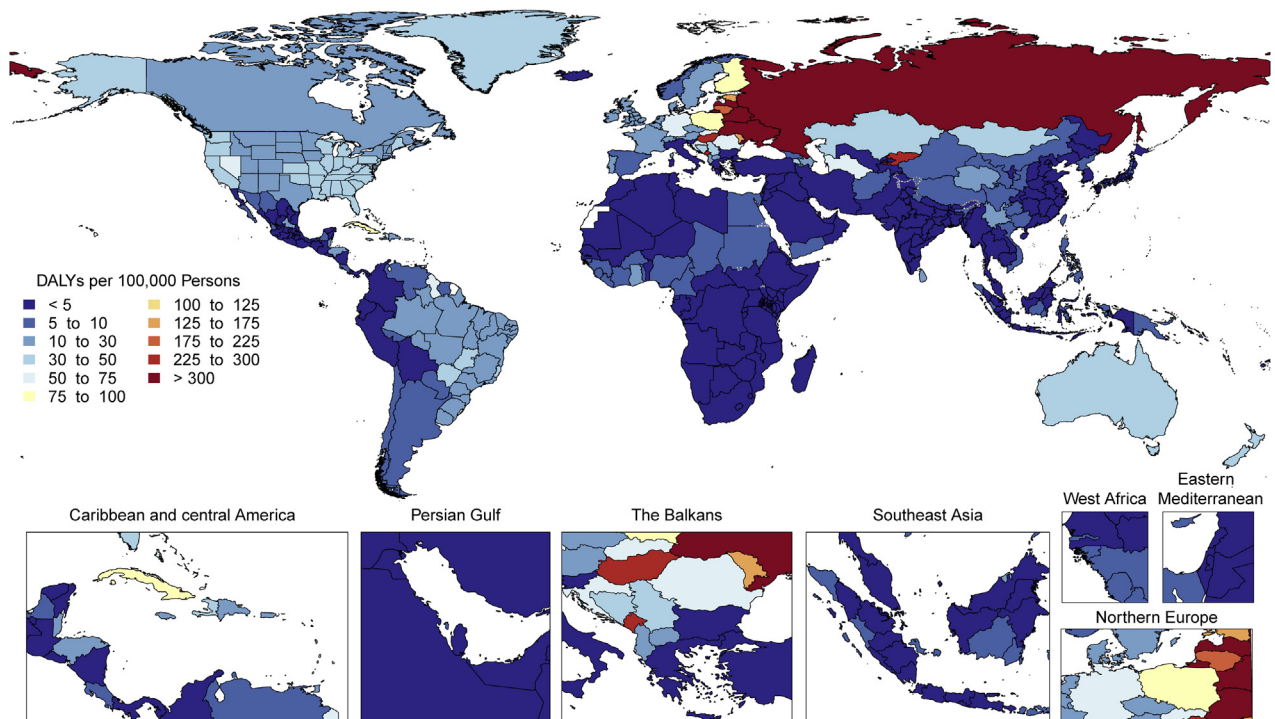 DALYs per 100,000 Persons
< 5
5 to 10
10 to 30
30 to 50
50 to 75
75 to 100
100 to 125
125 to 175
175 to 225
225 to 300
> 300
Caribbean and central America
Persian Gulf
The Balkans
Southeast Asia
West Africa
Eastern
Mediterranean
Northern Europe